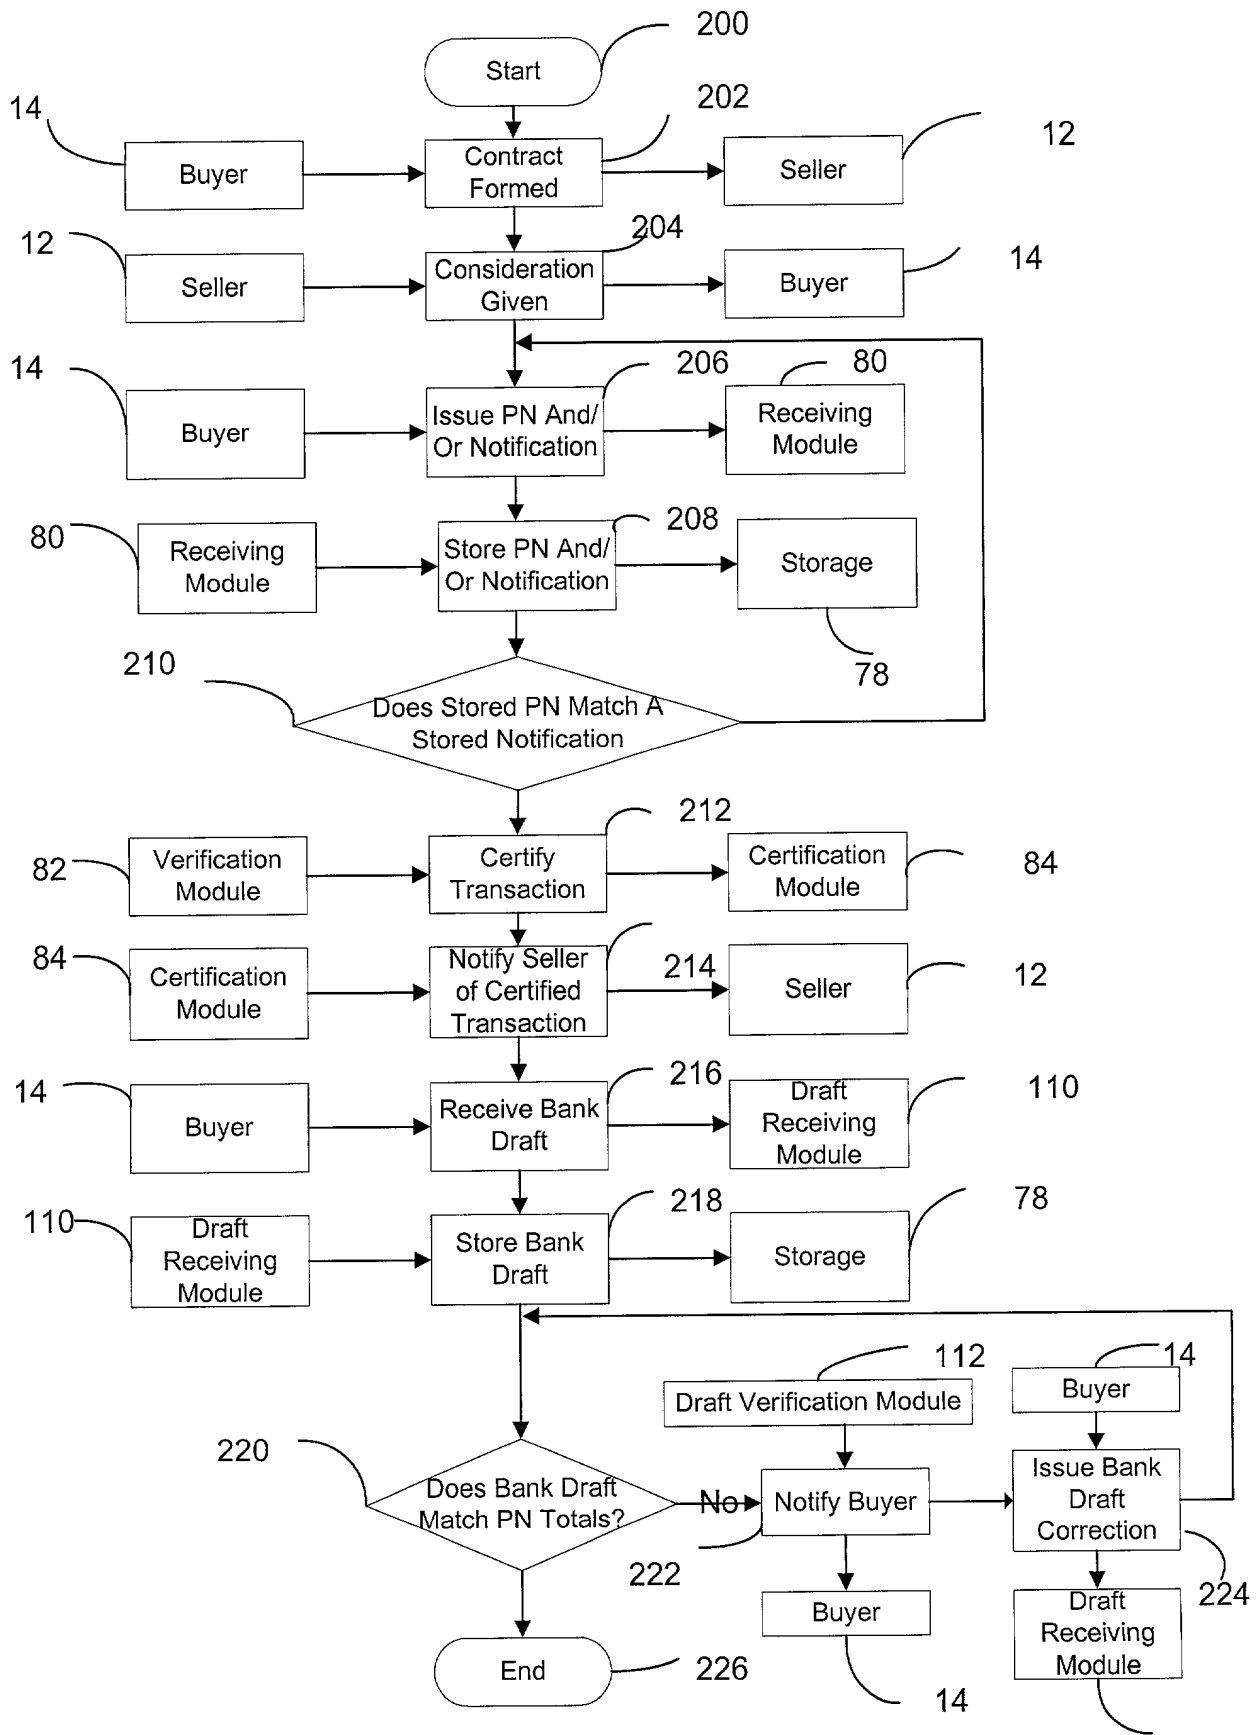 200
Start
14
202
12
Buyer
Contract
Formed
Seller
12
204
14
Seller
Consideration
Given
Buyer
14
206
80
Buyer
Issue PN And/
Or Notification
Receiving
Module
80
208
Receiving
Module
Store PN And/
Or Notification
Storage
78
210
Does Stored PN Match A
Stored Notification
212
82
Verification
Module
Certify
Transaction
Certification
Module
84
84
Certification
Module
Notify Seller
of Certified
Transaction
214
Seller
12
14
216
110
Buyer
Receive Bank
Draft
Draft
Receiving
Module
110
218
78
Draft
Receiving
Module
Store Bank
Draft
Storage
112
14
Draft Verification Module
Buyer
220
Does Bank Draft
Match PN Totals?
No
Notify Buyer
Issue Bank
Draft
Correction
222
224
Buyer
Draft
Receiving
Module
End
226
14